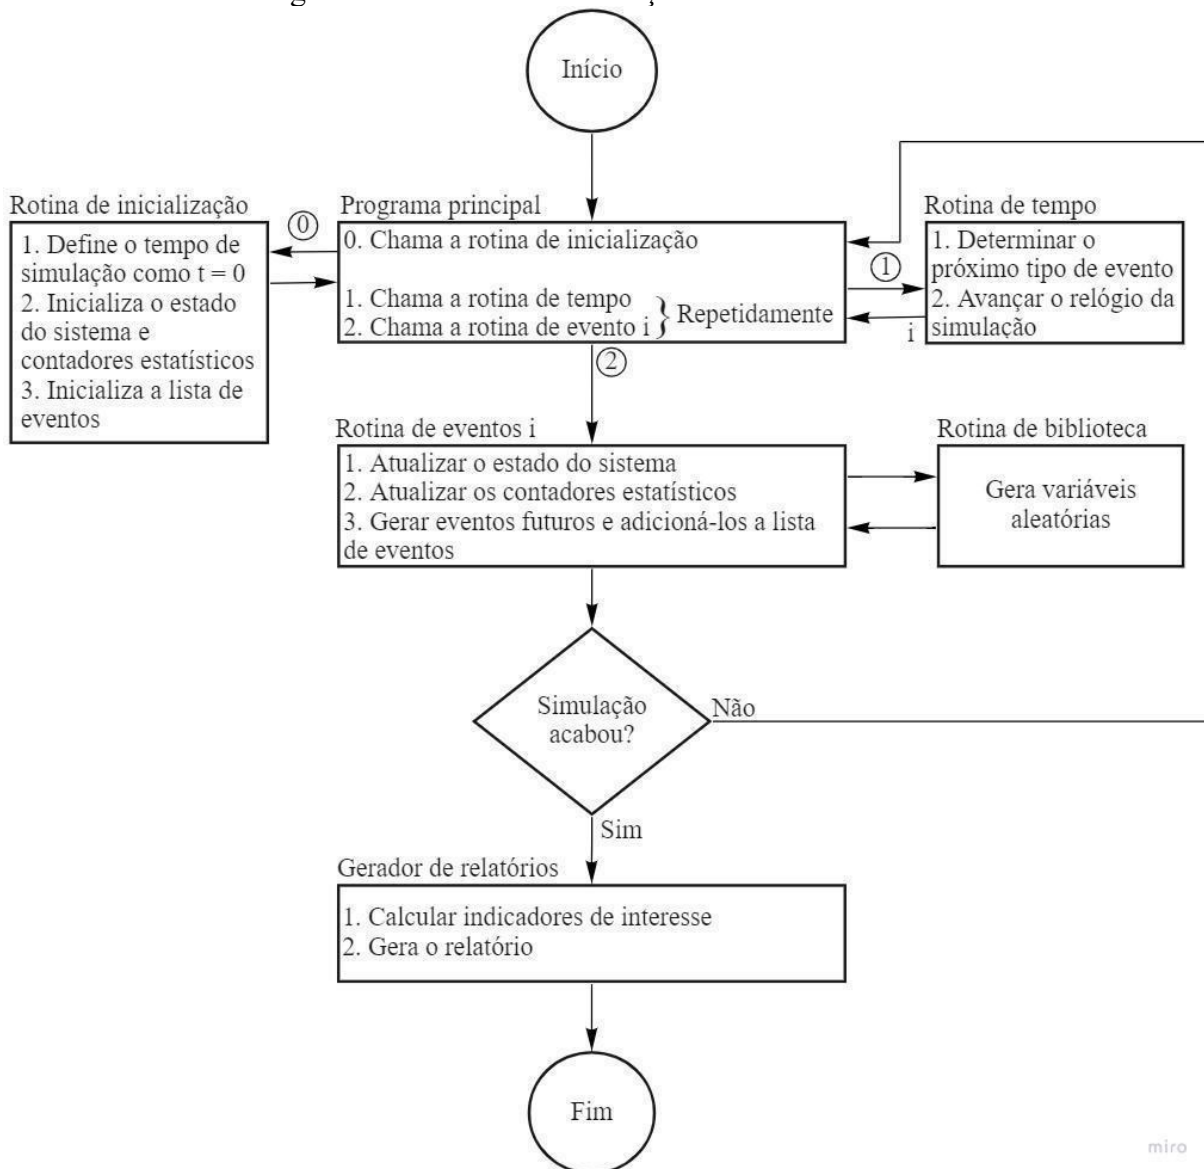 Início
Rotina de inicialização
1. Define o tempo de
simulação como t = 0
2. Inicializa o estado
do sistema e
contadores estatísticos
3. Inicializa a lista de
eventos
0
Programa principal
0. Chama a rotina de inicialização
1. Chama a rotina de tempo
2. Chama a rotina de evento i
} Repetidamente
1
i
Rotina de tempo
1. Determinar o
próximo tipo de evento
2. Avançar o relógio da
simulação
2
Rotina de eventos i
1. Atualizar o estado do sistema
2. Atualizar os contadores estatísticos
3. Gerar eventos futuros e adicioná-los a lista
de eventos
Rotina de biblioteca
Gera variáveis
aleatórias
Simulação
acabou?
Não
Sim
Gerador de relatórios
1. Calcular indicadores de interesse
2. Gera o relatório
Fim
miro